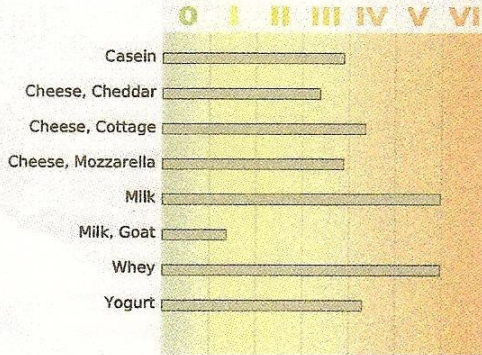 0 I II III IV V VI
Casein
Cheese, Cheddar
Cheese, Cottage
Cheese, Mozzarella
Milk
Milk, Goat
Whey
Yogurt